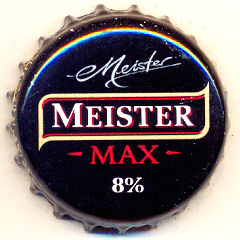 Meister
MEISTER
- MAX -
8%